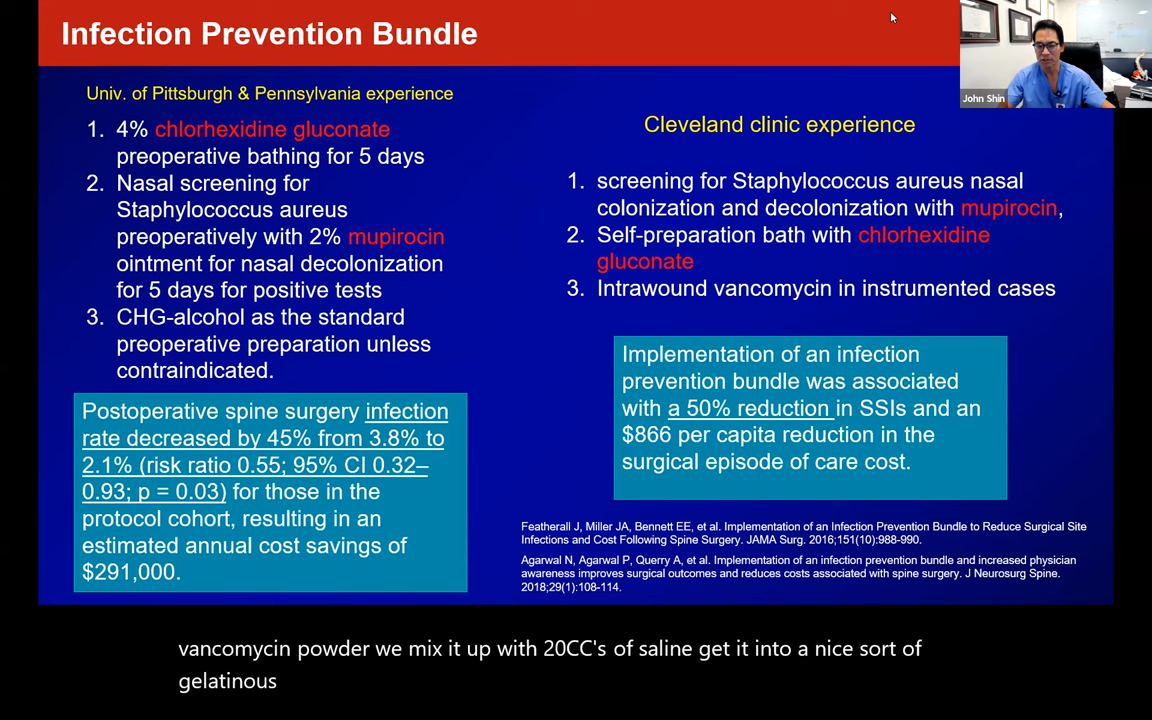 Infection Prevention Bundle
John Shin
Univ. of Pittsburgh & Pennsylvania experience
1. 4% chlorhexidine gluconate
preoperative bathing for 5 days
2. Nasal screening for
Staphylococcus aureus
preoperatively with 2% mupirocin
ointment for nasal decolonization
for 5 days for positive tests
3. CHG-alcohol as the standard
preoperative preparation unless
contraindicated.
Postoperative spine surgery infection
rate decreased by 45% from 3.8% to
2.1% (risk ratio 0.55; 95% CI 0.32–
0.93; p = 0.03) for those in the
protocol cohort, resulting in an
estimated annual cost savings of
$291,000.
Cleveland clinic experience
1. screening for Staphylococcus aureus nasal
colonization and decolonization with mupirocin,
2. Self-preparation bath with chlorhexidine
gluconate
3. Intrawound vancomycin in instrumented cases
Implementation of an infection
prevention bundle was associated
with a 50% reduction in SSIs and an
$866 per capita reduction in the
surgical episode of care cost.
Featherall J, Miller JA, Bennett EE, et al. Implementation of an Infection Prevention Bundle to Reduce Surgical Site
Infections and Cost Following Spine Surgery. JAMA Surg. 2016;151(10):988-990.
Agarwal N, Agarwal P, Querry A, et al. Implementation of an infection prevention bundle and increased physician
awareness improves surgical outcomes and reduces costs associated with spine surgery. J Neurosurg Spine.
2018;29(1):108-114.
vancomycin powder we mix it up with 20CC's of saline get it into a nice sort of
gelatinous